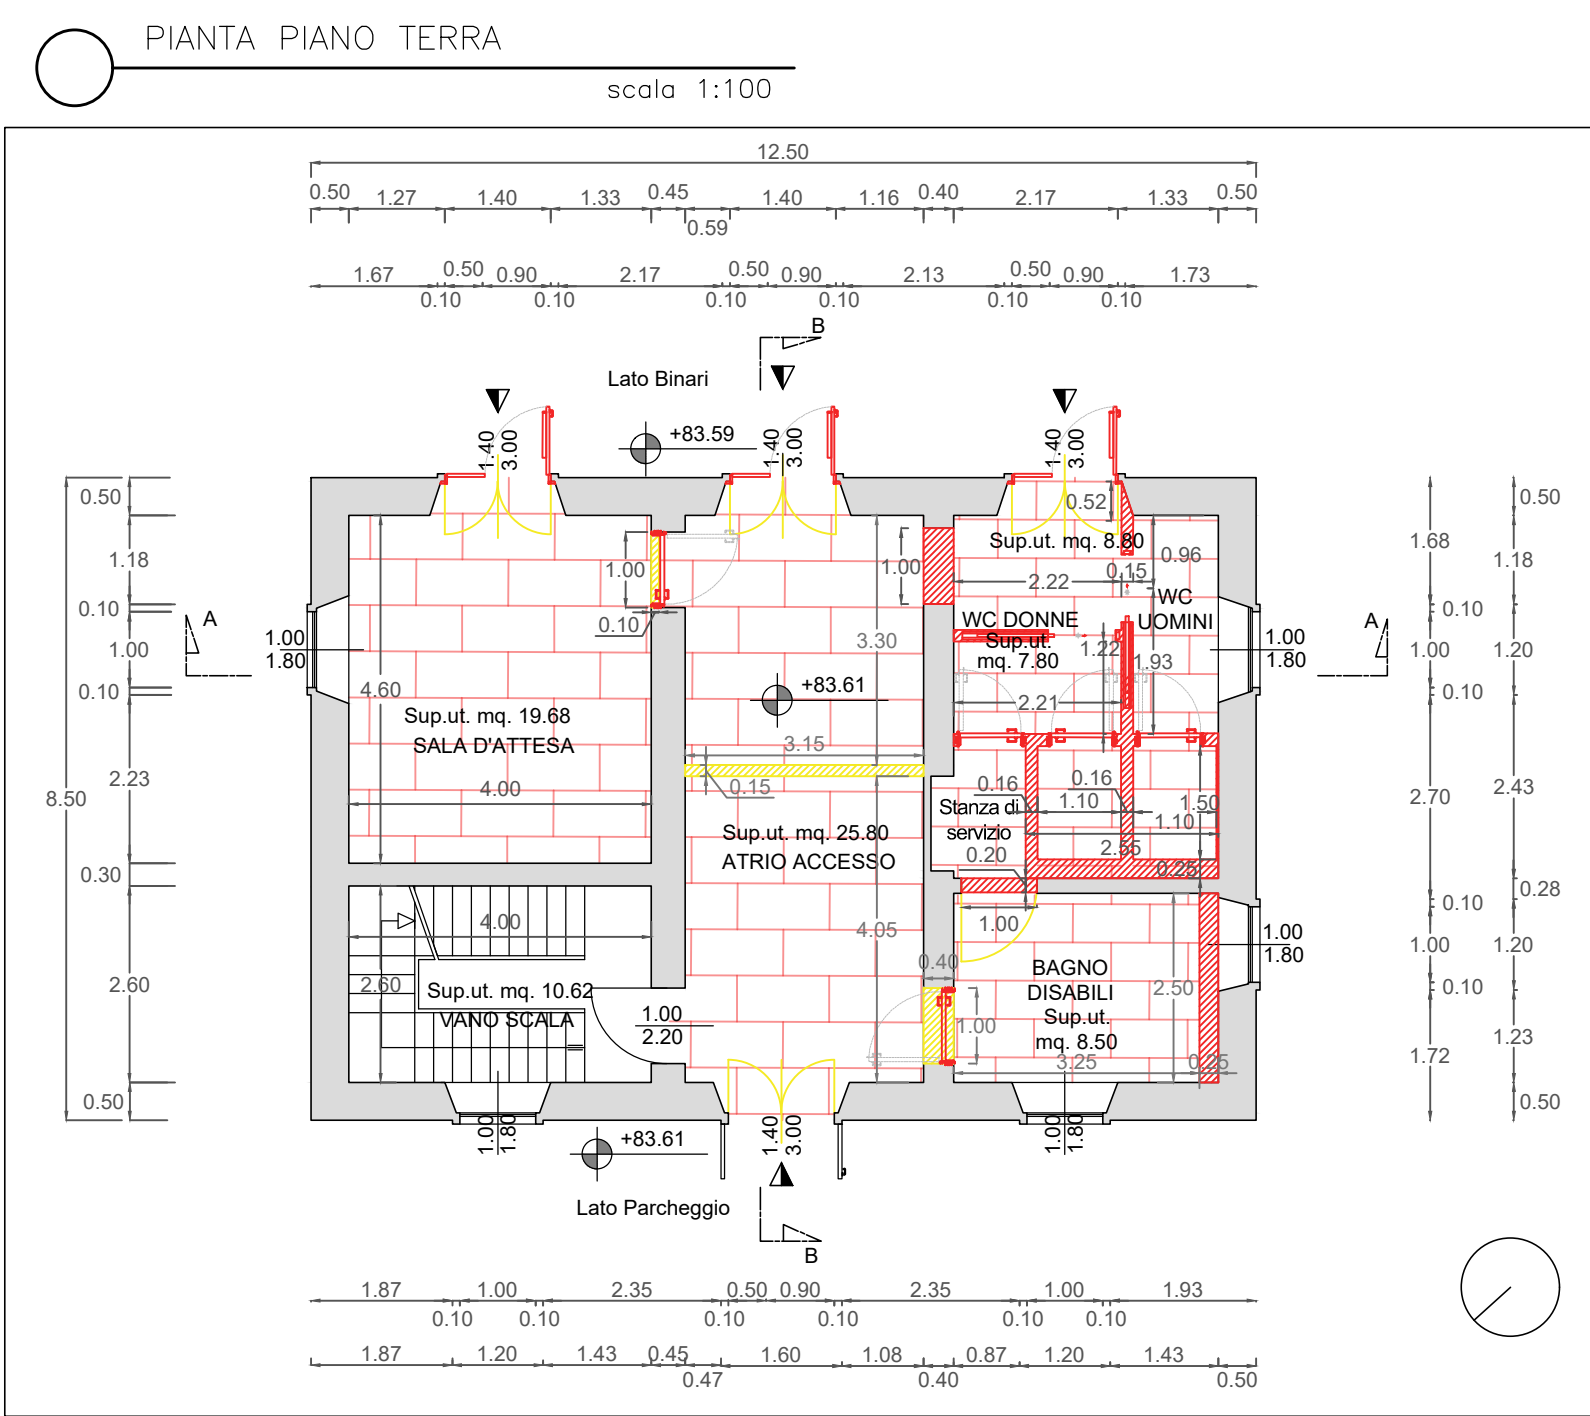 PIANTA PIANO TERRA
scala 1:100
12.50
0.50 1.27 1.40 1.33 0.45 1.40 1.16 0.40 2.17 1.33 0.50
0.59
1.67 0.50 0.90 2.17 0.50 0.90 2.13 0.50 0.90 1.73
0.10 0.10 0.10 0.10 0.10 0.10
B
Lato Binari
+83.59
1.40
3.00
1.40
3.00
1.40
3.00
8.50
0.50
1.18
0.10
1.00
0.10
2.23
0.30
2.60
0.50
A
1.00
1.80
4.60
Sup.ut. mq. 19.68
SALA D'ATTESA
4.00
1.00
0.10
3.30
+83.61
3.15
0.15
Sup.ut. mq. 25.80
ATRIO ACCESSO
4.05
1.00
0.52
Sup.ut. mq. 8.80
0.96
0.15
2.22
WC
UOMINI
WC DONNE
Sup.ut.
mq. 7.80
1.22
1.93
2.21
0.16
0.16
1.10
1.50
1.10
Stanza di
servizio
2.55
0.20
0.25
1.00
0.40
BAGNO
DISABILI
Sup.ut.
mq. 8.50
2.50
1.00
3.25
0.25
4.00
2.60
Sup.ut. mq. 10.62
VANO SCALA
1.00
2.20
1.00
1.80
1.00
1.80
A
1.68
0.10
1.00
0.10
2.70
0.10
1.00
0.10
1.72
0.50
1.18
1.20
2.43
0.28
1.20
1.23
0.50
1.00
1.80
1.40
3.00
1.00
1.80
+83.61
Lato Parcheggio
B
1.87 1.00 2.35 0.50 0.90 2.35 1.00 1.93
0.10 0.10 0.10 0.10 0.10 0.10
1.87 1.20 1.43 0.45 1.60 1.08 0.87 1.20 1.43
0.47 0.40 0.50